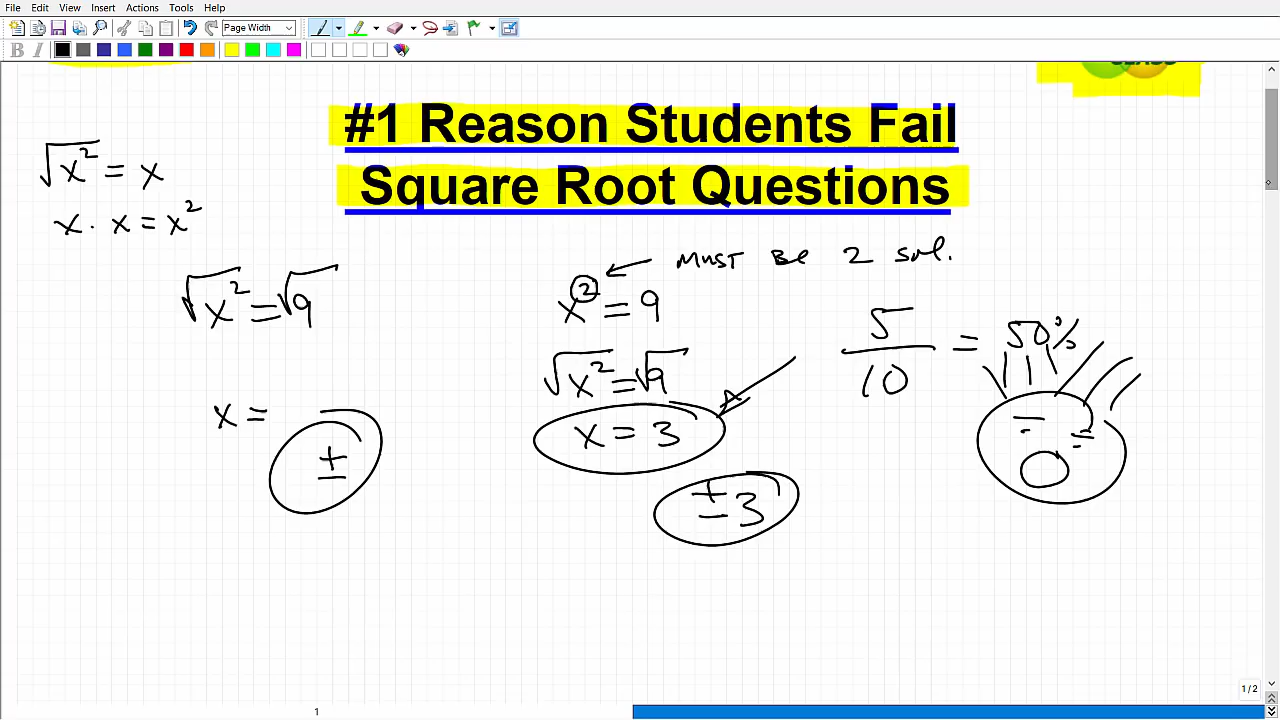 File Edit View Insert Actions Tools Help
Page Width
B I
CLASS
#1 Reason Students Fail
Square Root Questions
√x² = x
x · x = x²
√x² = √9
x =
±
MUST BE 2 sol.
x² = 9
√x² = √9
x = 3
±3
5/10 = 50%
1/2
1